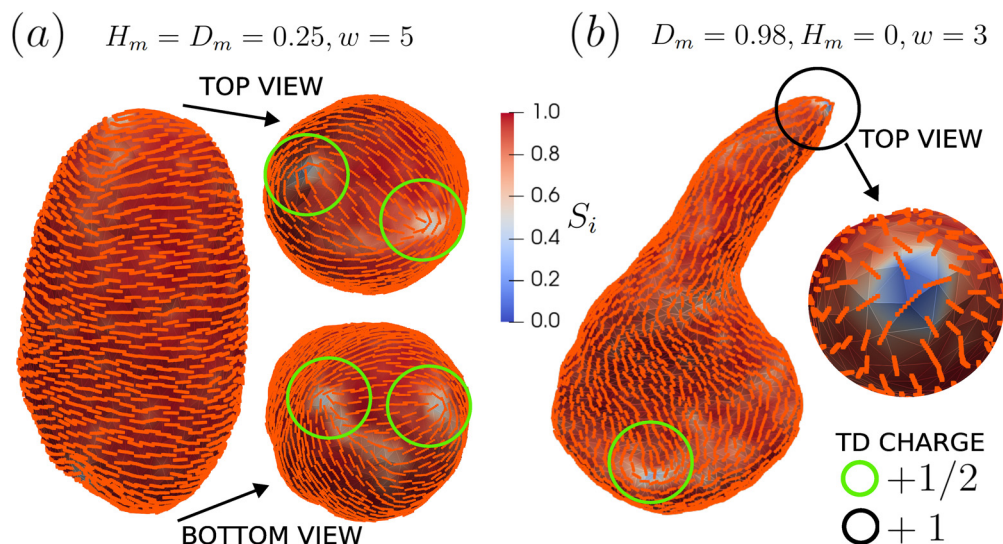 (a) H_m = D_m = 0.25, w = 5
TOP VIEW
BOTTOM VIEW
1.0
0.8
0.6
0.4
0.2
0.0
S_i
(b) D_m = 0.98, H_m = 0, w = 3
TOP VIEW
TD CHARGE
+1/2
+ 1